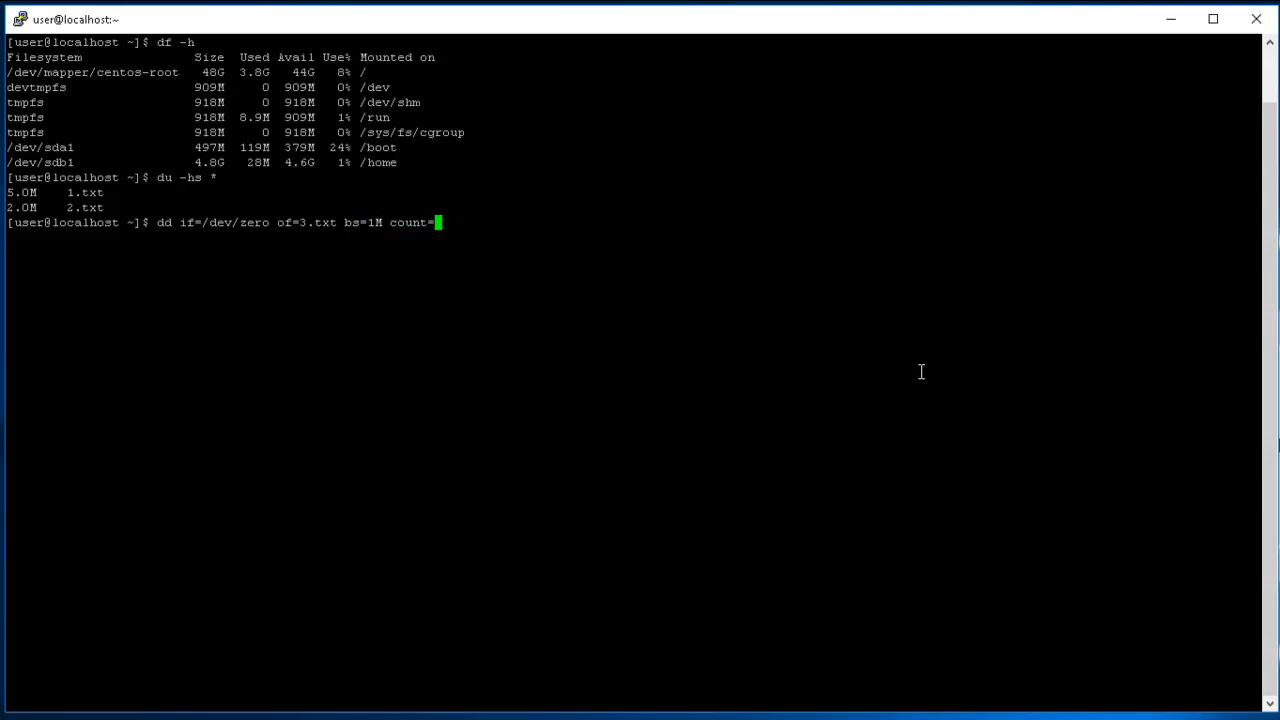 user@localhost:~
[user@localhost ~]$ df -h
Filesystem Size Used Avail Use% Mounted on
/dev/mapper/centos-root 48G 3.8G 44G 8% /
devtmpfs 909M 0 909M 0% /dev
tmpfs 918M 0 918M 0% /dev/shm
tmpfs 918M 8.9M 909M 1% /run
tmpfs 918M 0 918M 0% /sys/fs/cgroup
/dev/sda1 497M 119M 379M 24% /boot
/dev/sdb1 4.8G 28M 4.6G 1% /home
[user@localhost ~]$ du -hs *
5.0M 1.txt
2.0M 2.txt
[user@localhost ~]$ dd if=/dev/zero of=3.txt bs=1M count=